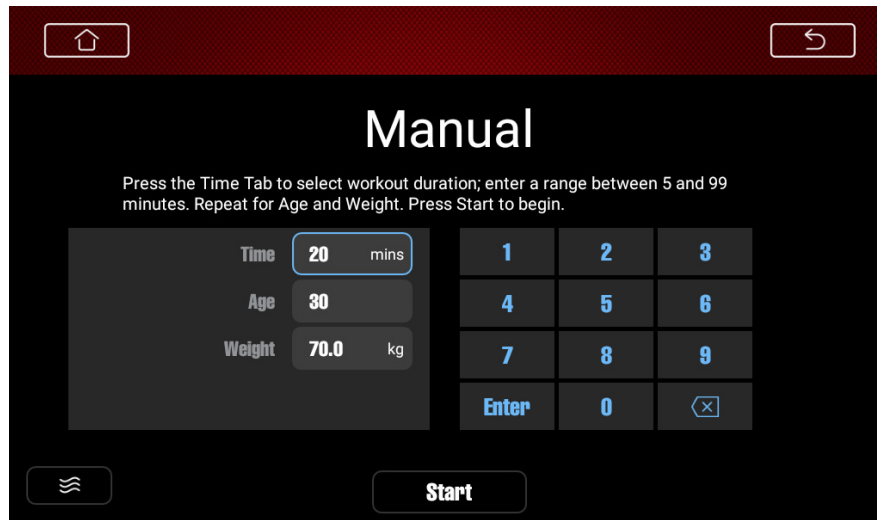 Manual
Press the Time Tab to select workout duration; enter a range between 5 and 99
minutes. Repeat for Age and Weight. Press Start to begin.
Time 20 mins
Age 30
Weight 70.0 kg
1 2 3
4 5 6
7 8 9
Enter 0
Start